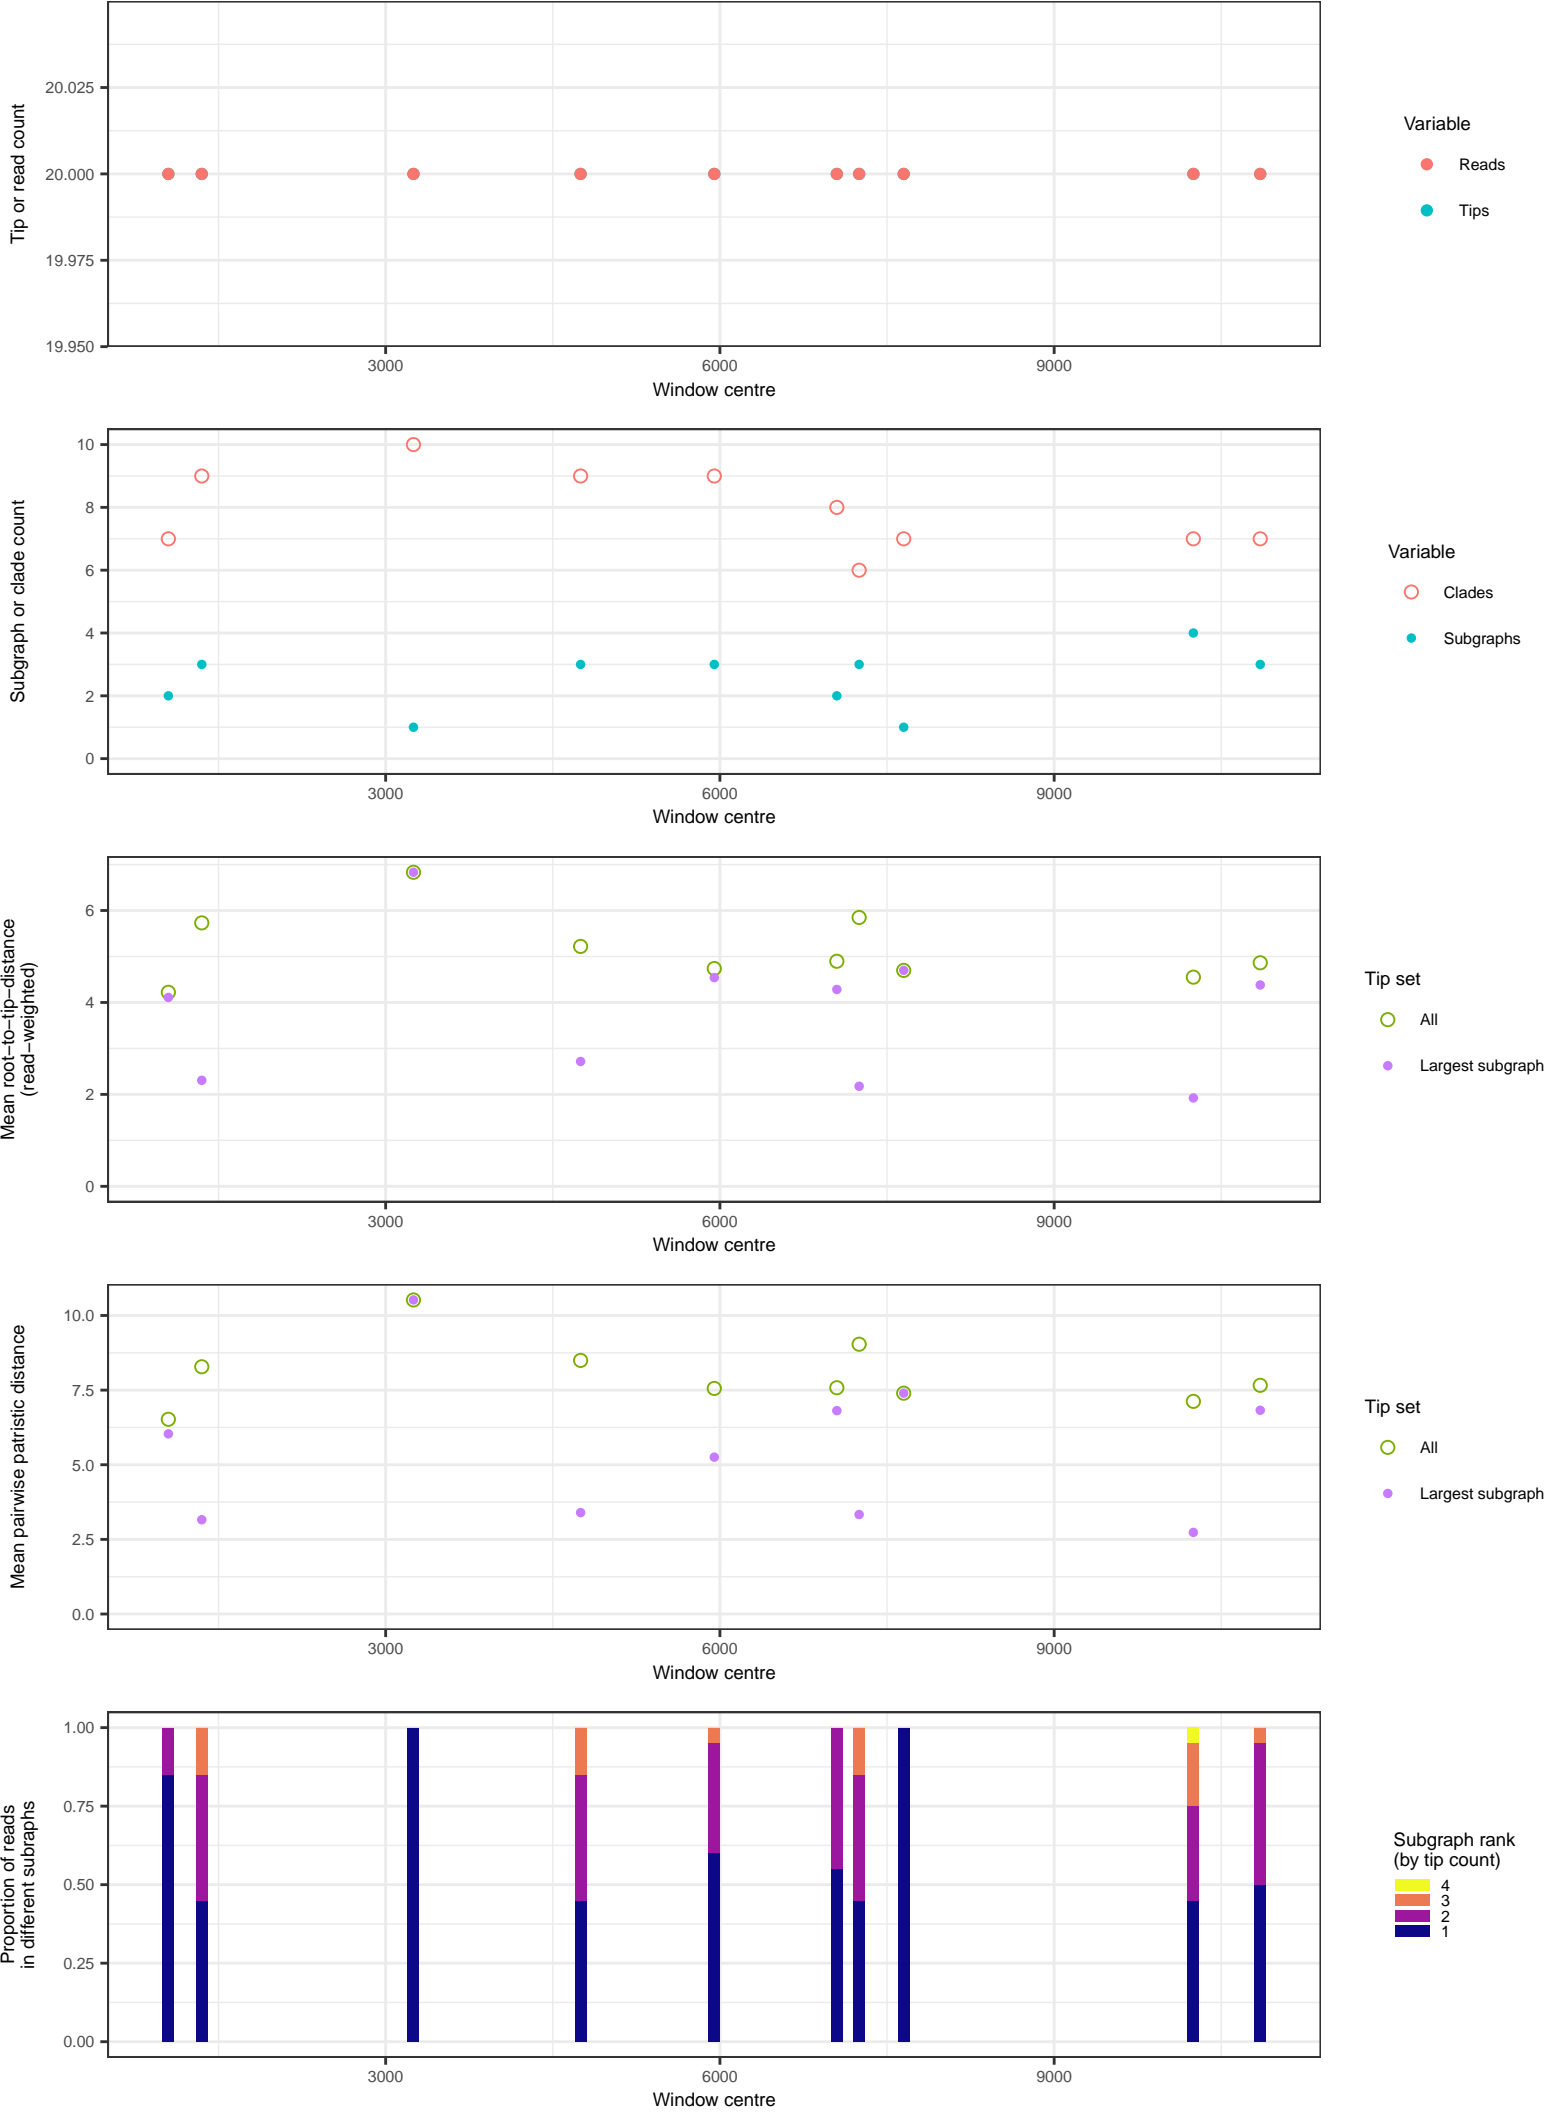 20.025
20.000
19.975
19.950
Tip or read count
3000 6000 9000
Window centre
Variable
Reads
Tips
10
8
6
4
2
0
Subgraph or clade count
3000 6000 9000
Window centre
Variable
Clades
Subgraphs
6
4
2
0
Mean root−to−tip−distance
(read−weighted)
3000 6000 9000
Window centre
Tip set
All
Largest subgraph
10.0
7.5
5.0
2.5
0.0
Mean pairwise patristic distance
3000 6000 9000
Window centre
Tip set
All
Largest subgraph
1.00
0.75
0.50
0.25
0.00
Proportion of reads
in different subraphs
3000 6000 9000
Window centre
Subgraph rank
(by tip count)
4
3
2
1